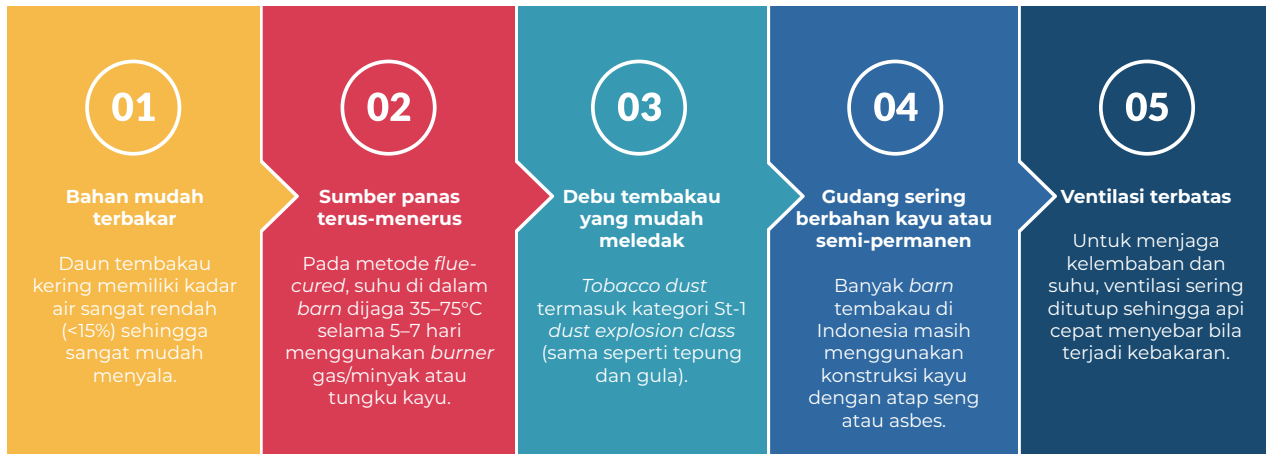 01
Bahan mudah
terbakar
Daun tembakau
kering memiliki kadar
air sangat rendah
(<15%) sehingga
sangat mudah
menyala.
02
Sumber panas
terus-menerus
Pada metode flue-
cured, suhu di dalam
barn dijaga 35–75°C
selama 5–7 hari
menggunakan burner
gas/minyak atau
tungku kayu.
03
Debu tembakau
yang mudah
meledak
Tobacco dust
termasuk kategori St-1
dust explosion class
(sama seperti tepung
dan gula).
04
Gudang sering
berbahan kayu atau
semi-permanen
Banyak barn
tembakau di
Indonesia masih
menggunakan
konstruksi kayu
dengan atap seng
atau asbes.
05
Ventilasi terbatas
Untuk menjaga
kelembaban dan
suhu, ventilasi sering
ditutup sehingga api
cepat menyebar bila
terjadi kebakaran.